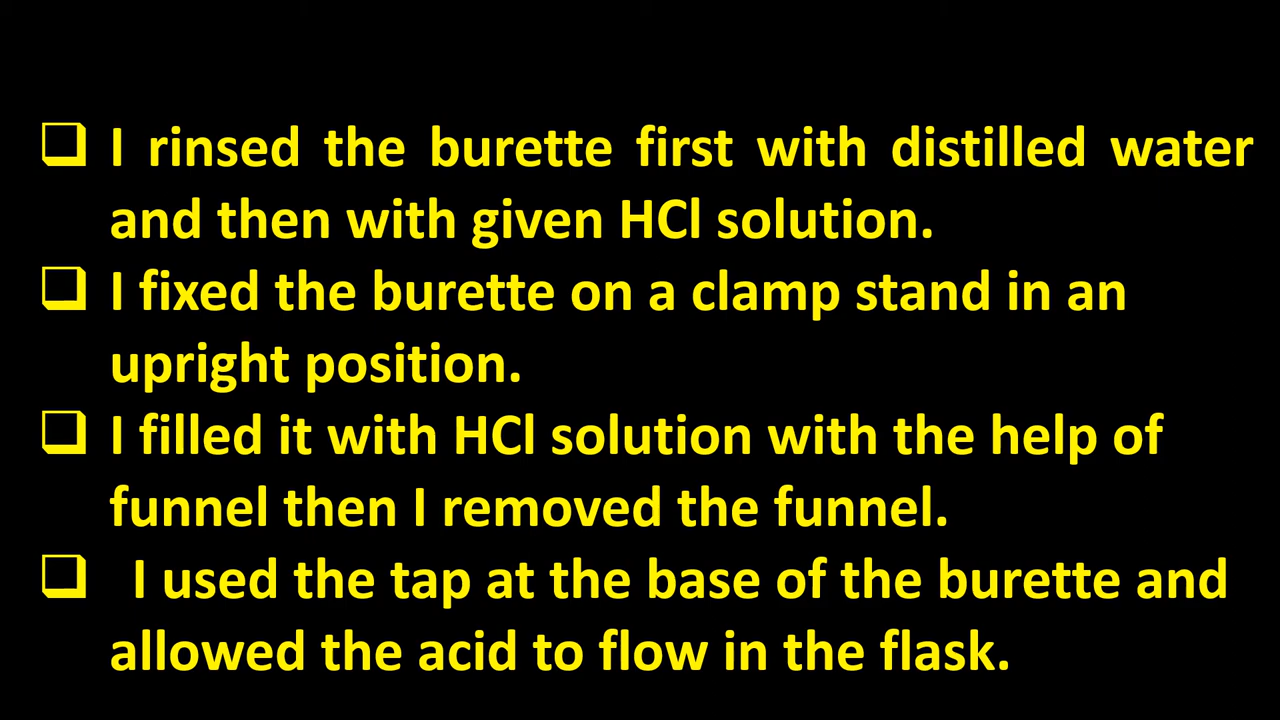 ❑ I rinsed the burette first with distilled water
and then with given HCl solution.
❑ I fixed the burette on a clamp stand in an
upright position.
❑ I filled it with HCl solution with the help of
funnel then I removed the funnel.
❑ I used the tap at the base of the burette and
allowed the acid to flow in the flask.